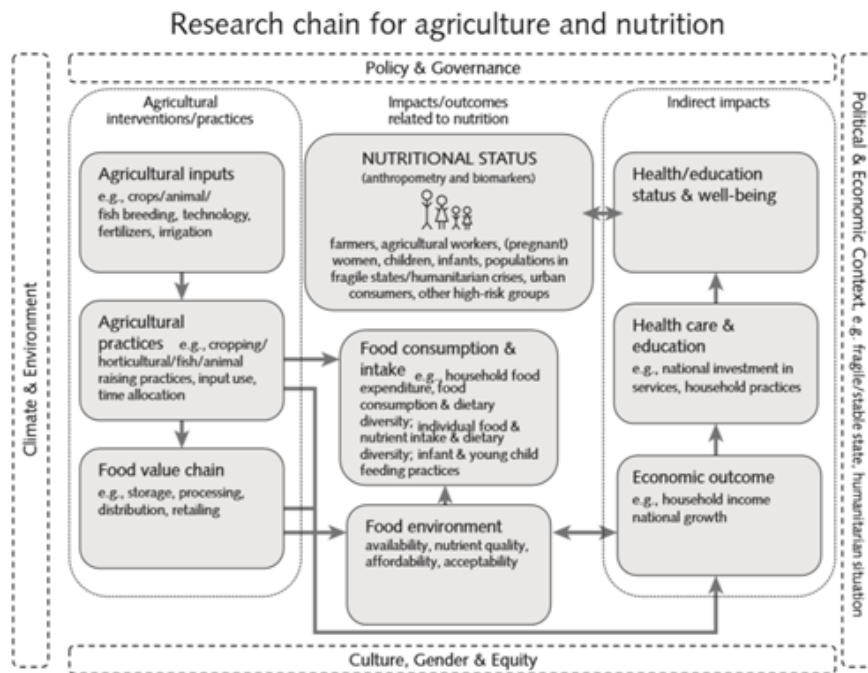 Research chain for agriculture and nutrition
Policy & Governance
Climate & Environment
Agricultural
interventions/practices
Agricultural inputs
e.g., crops/animal/
fish breeding, technology,
fertilizers, irrigation
Agricultural
practices e.g., cropping/
horticultural/fish/animal
raising practices, input use,
time allocation
Food value chain
e.g., storage, processing,
distribution, retailing
Impacts/outcomes
related to nutrition
NUTRITIONAL STATUS
(anthropometry and biomarkers)
farmers, agricultural workers, (pregnant)
women, children, infants, populations in
fragile states/humanitarian crises, urban
consumers, other high-risk groups
Food consumption &
intake e.g., household food
expenditure, food
consumption & dietary
diversity; individual food &
nutrient intake & dietary
diversity; infant & young child
feeding practices
Food environment
availability, nutrient quality,
affordability, acceptability
Indirect impacts
Health/education
status & well-being
Health care &
education
e.g., national investment in
services, household practices
Economic outcome
e.g., household income
national growth
Political & Economic Context, e.g. fragile/stable state, humanitarian situation
Culture, Gender & Equity